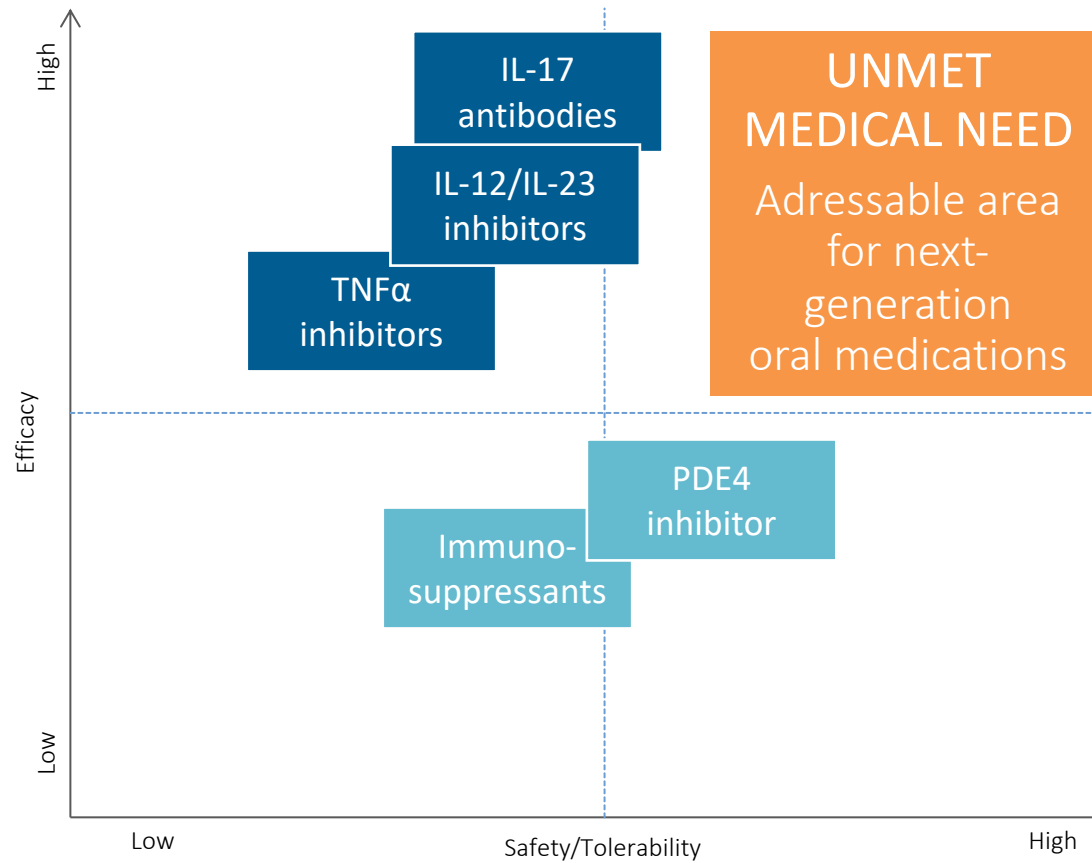 High
IL-17
antibodies
UNMET
MEDICAL NEED
Adressable area
for next-
generation
oral medications
IL-12/IL-23
inhibitors
TNFα
inhibitors
Efficacy
PDE4
inhibitor
Immuno-
suppressants
Low
Low
Safety/Tolerability
High